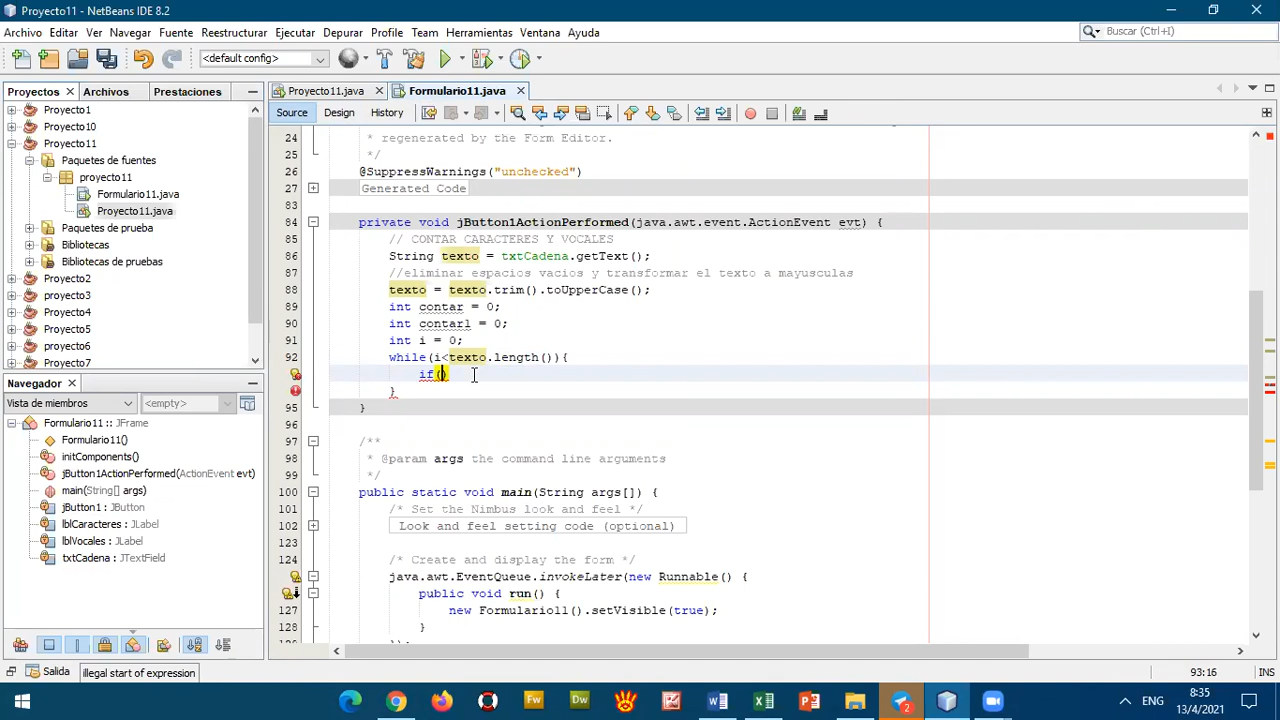 Proyecto11 - NetBeans IDE 8.2
Archivo Editar Ver Navegar Fuente Reestructurar Ejecutar Depurar Profile Team Herramientas Ventana Ayuda
Buscar (Ctrl+I)
<default config>
Proyectos Archivos Prestaciones
Proyecto11.java Formulario11.java
Source Design History
Proyecto1
Proyecto10
Proyecto11
Paquetes de fuentes
proyecto11
Formulario11.java
Proyecto11.java
Paquetes de prueba
Bibliotecas
Bibliotecas de pruebas
Proyecto2
proyecto3
Proyecto4
Proyecto5
Proyecto6
Proyecto7
Navegador
Vista de miembros <empty>
Formulario11 :: JFrame
Formulario11()
initComponents()
jButton1ActionPerformed(ActionEvent evt)
main(String[] args)
jButton1 : JButton
lblCaracteres : JLabel
lblVocales : JLabel
txtCadena : JTextField
24 * regenerated by the Form Editor.
25 */
26 @SuppressWarnings("unchecked")
27 Generated Code
83
84 private void jButton1ActionPerformed(java.awt.event.ActionEvent evt) {
85 // CONTAR CARACTERES Y VOCALES
86 String texto = txtCadena.getText();
87 //eliminar espacios vacios y transformar el texto a mayusculas
88 texto = texto.trim().toUpperCase();
89 int contar = 0;
90 int contar1 = 0;
91 int i = 0;
92 while(i<texto.length()){
if()
}
95 }
96
97 /**
98 * @param args the command line arguments
99 */
100 public static void main(String args[]) {
101 /* Set the Nimbus look and feel */
102 Look and feel setting code (optional)
123
124 /* Create and display the form */
java.awt.EventQueue.invokeLater(new Runnable() {
public void run() {
127 new Formulario11().setVisible(true);
128 }
});
Salida illegal start of expression
93:16 INS
ENG 8:35
13/4/2021